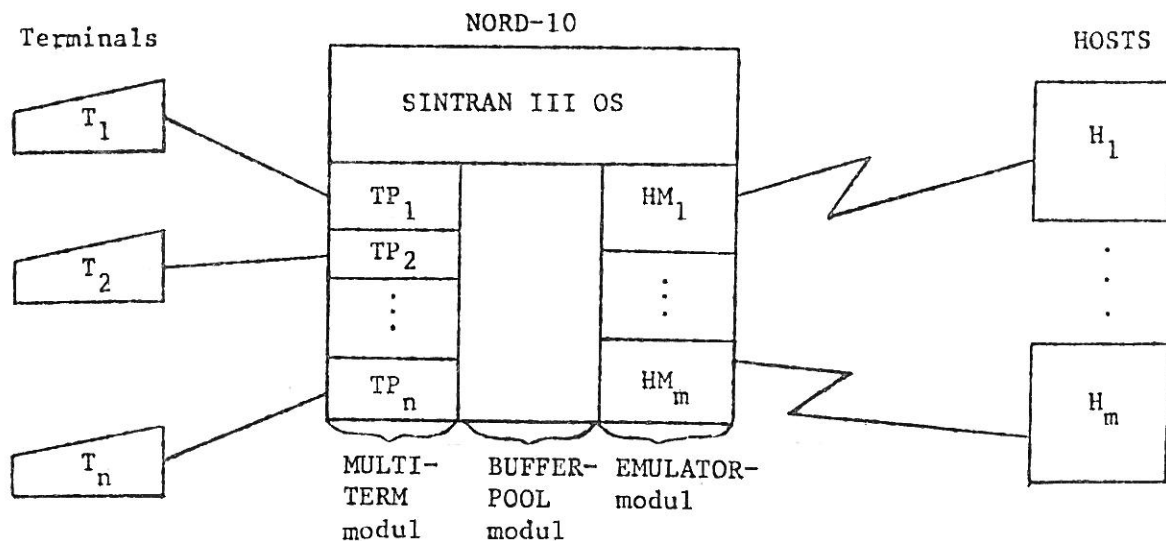 NORD-10
Terminals
HOSTS
SINTRAN III OS
T1
H1
TP1
HM1
TP2
T2
⋮
⋮
⋮
TPn
HMm
Hm
Tn
MULTI- BUFFER- EMULATOR-
TERM POOL modul
modul modul